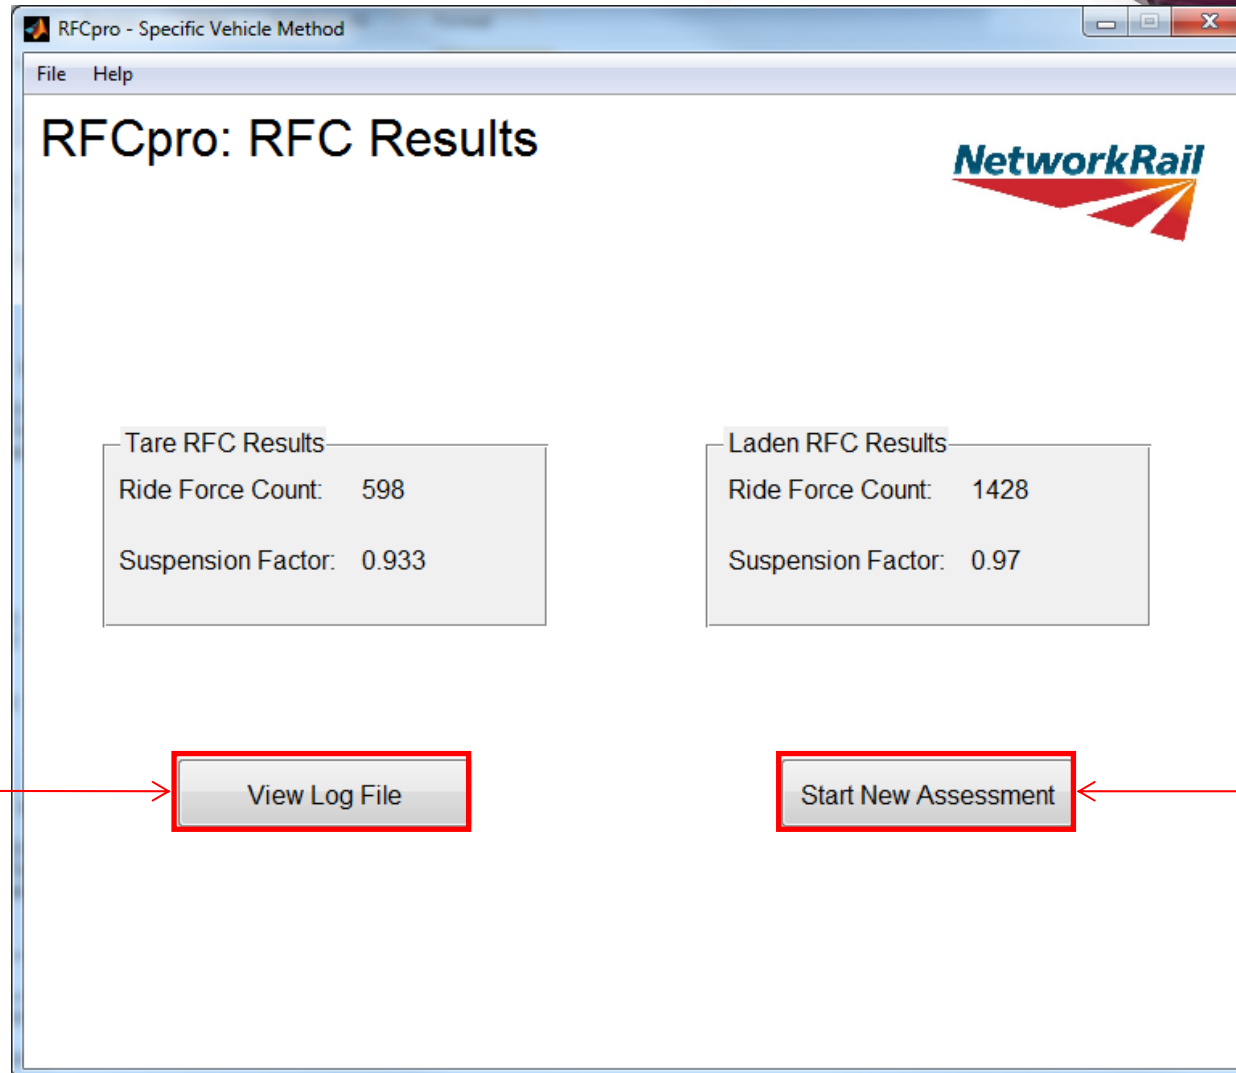 RFCpro - Specific Vehicle Method
File Help
RFCpro: RFC Results
NetworkRail
Tare RFC Results
Ride Force Count: 598
Suspension Factor: 0.933
Laden RFC Results
Ride Force Count: 1428
Suspension Factor: 0.97
View Log File
Start New Assessment